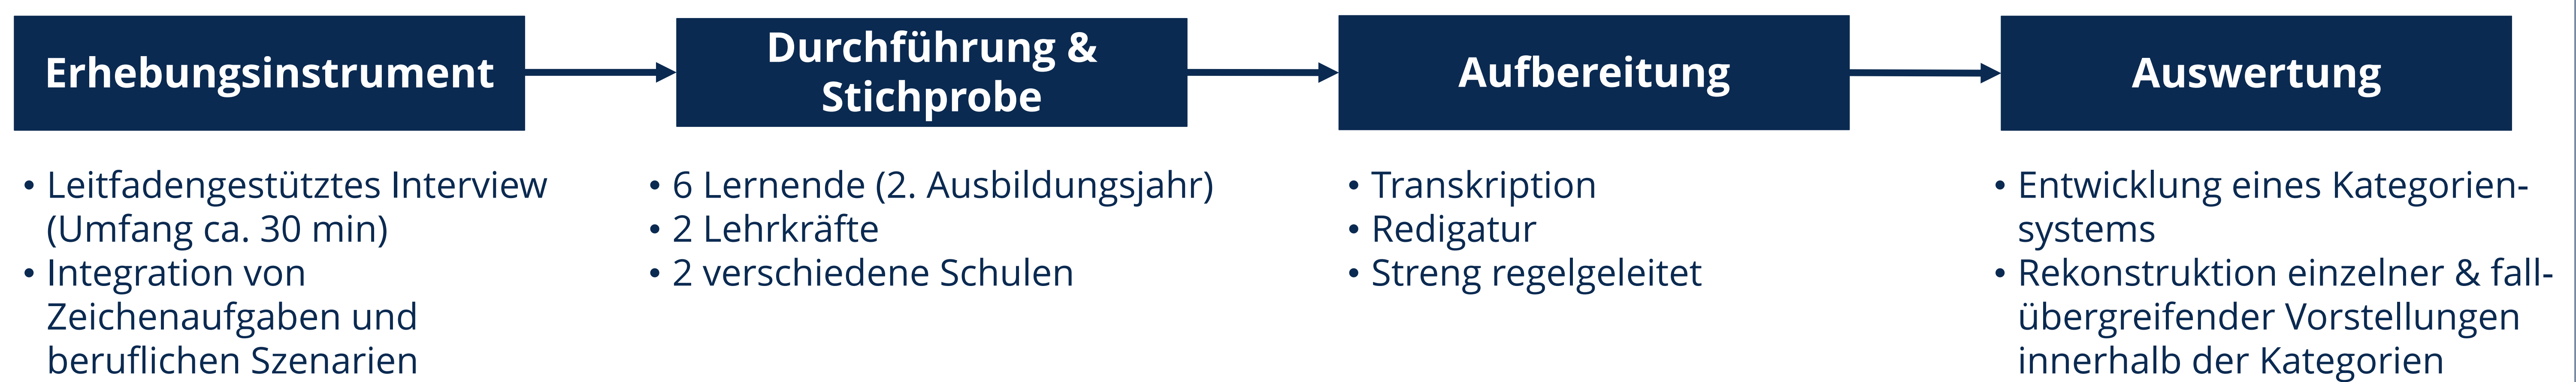 Erhebungsinstrument
• Leitfadengestütztes Interview
(Umfang ca. 30 min)
• Integration von
Zeichenaufgaben und
beruflichen Szenarien
Durchführung &
Stichprobe
• 6 Lernende (2. Ausbildungsjahr)
• 2 Lehrkräfte
• 2 verschiedene Schulen
Aufbereitung
• Transkription
• Redigatur
• Streng regelgeleitet
Auswertung
• Entwicklung eines Kategorien-
systems
• Rekonstruktion einzelner & fall-
übergreifender Vorstellungen
innerhalb der Kategorien